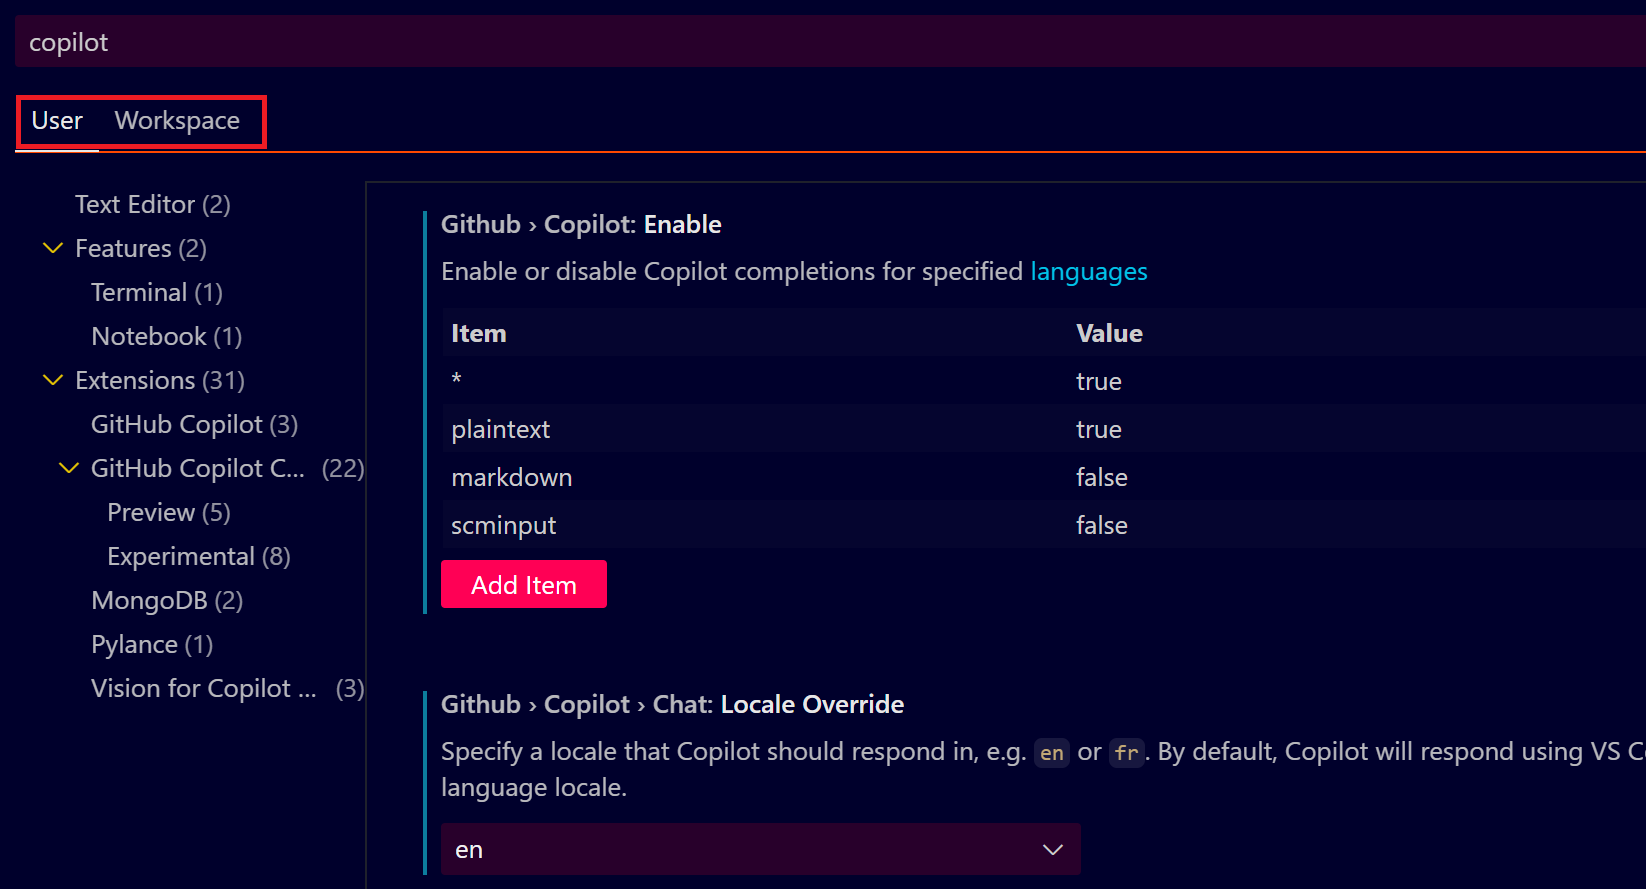 copilot
User Workspace
Text Editor (2)
Features (2)
Terminal (1)
Notebook (1)
Extensions (31)
GitHub Copilot (3)
GitHub Copilot C... (22)
Preview (5)
Experimental (8)
MongoDB (2)
Pylance (1)
Vision for Copilot ... (3)
Github › Copilot: Enable
Enable or disable Copilot completions for specified languages
Item Value
* true
plaintext true
markdown false
scminput false
Add Item
Github › Copilot › Chat: Locale Override
Specify a locale that Copilot should respond in, e.g. en or fr. By default, Copilot will respond using VS
language locale.
en